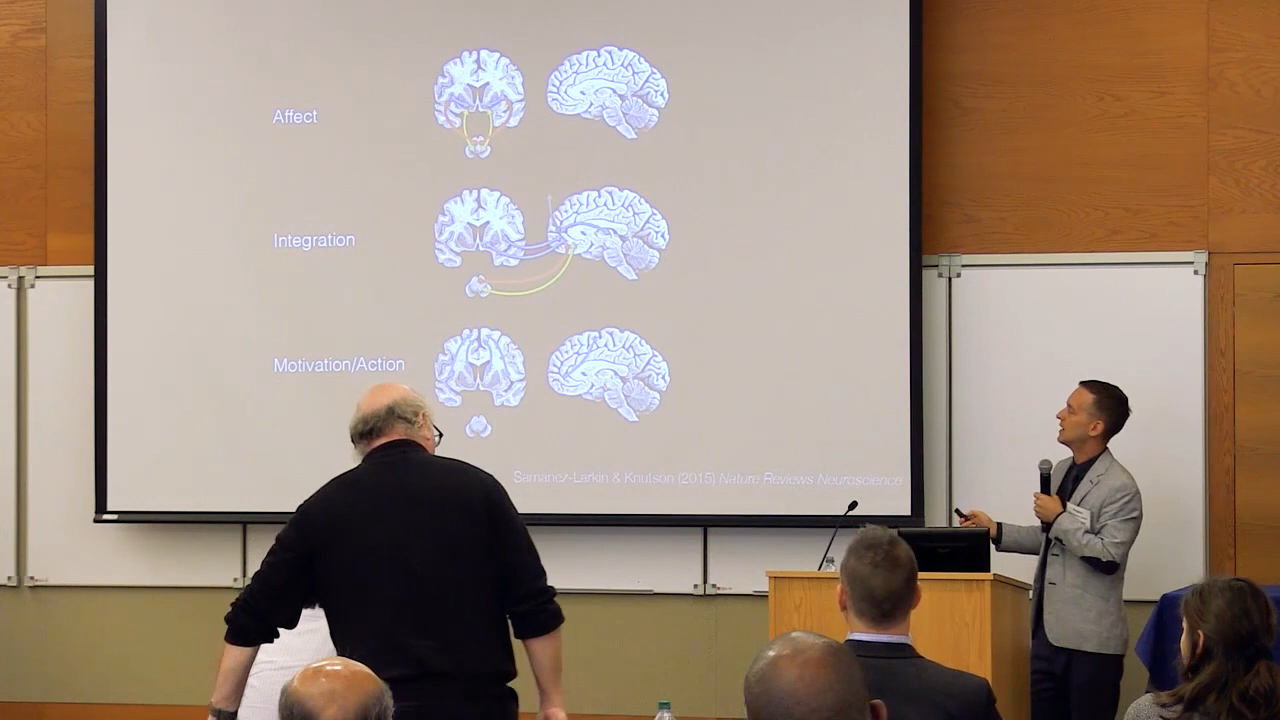 Affect
Integration
Motivation/Action
Samanez-Larkin & Knutson (2015) Nature Reviews Neuroscience